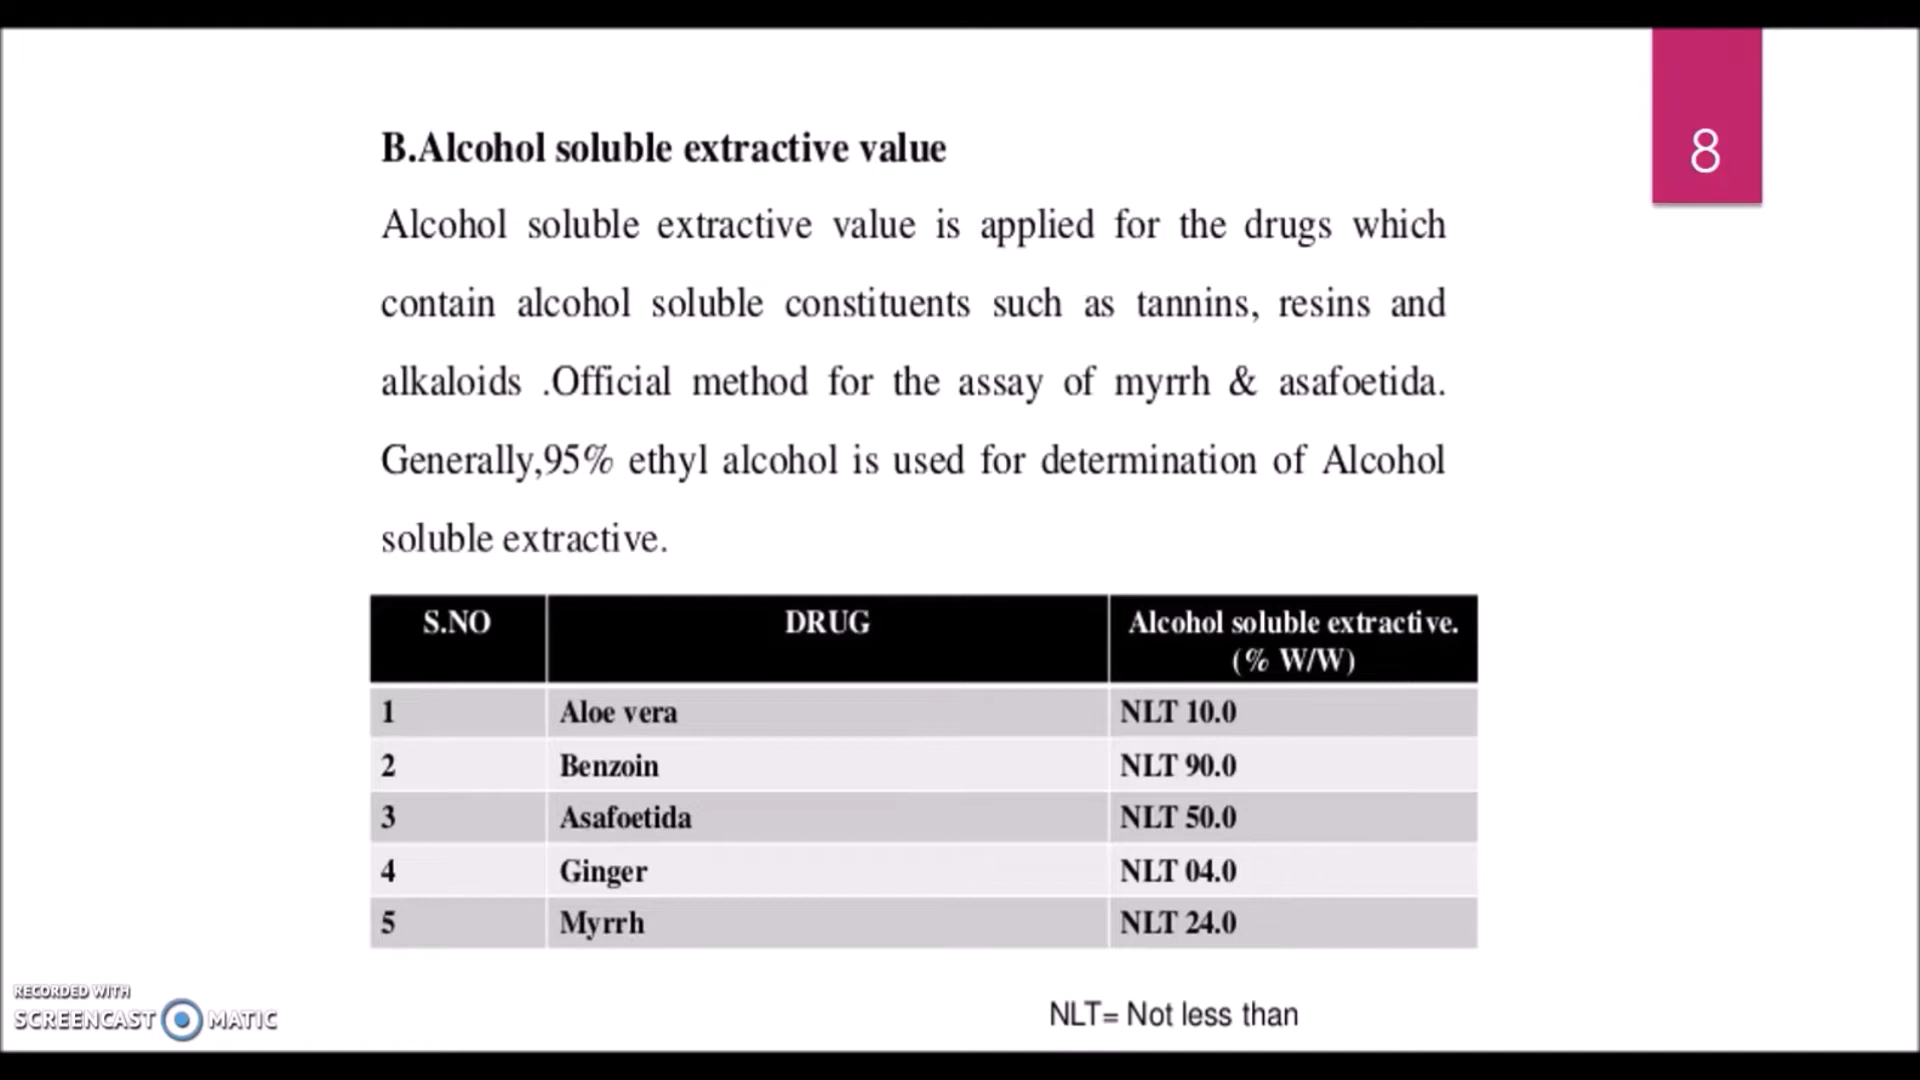 8
B.Alcohol soluble extractive value
Alcohol soluble extractive value is applied for the drugs which
contain alcohol soluble constituents such as tannins, resins and
alkaloids .Official method for the assay of myrrh & asafoetida.
Generally,95% ethyl alcohol is used for determination of Alcohol
soluble extractive.
S.NO DRUG Alcohol soluble extractive.
(% W/W)
1 Aloe vera NLT 10.0
2 Benzoin NLT 90.0
3 Asafoetida NLT 50.0
4 Ginger NLT 04.0
5 Myrrh NLT 24.0
NLT= Not less than
RECORDED WITH
SCREENCAST MATIC